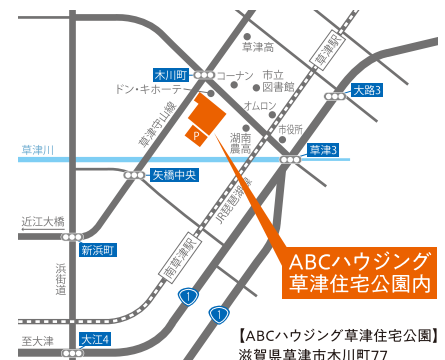 草津高
草津駅
木川町
コーナン
市立
図書館
大路3
ドン・キホーテ
オムロン
草津守山線
P
湖南
農高
市役所
草津川
草津3
矢橋中央
JR琵琶湖線
近江大橋
新浜町
南草津駅
浜街道
ABCハウジング
草津住宅公園内
1
1
至大津
大江4
【ABCハウジング草津住宅公園】
滋賀県草津市木川町77